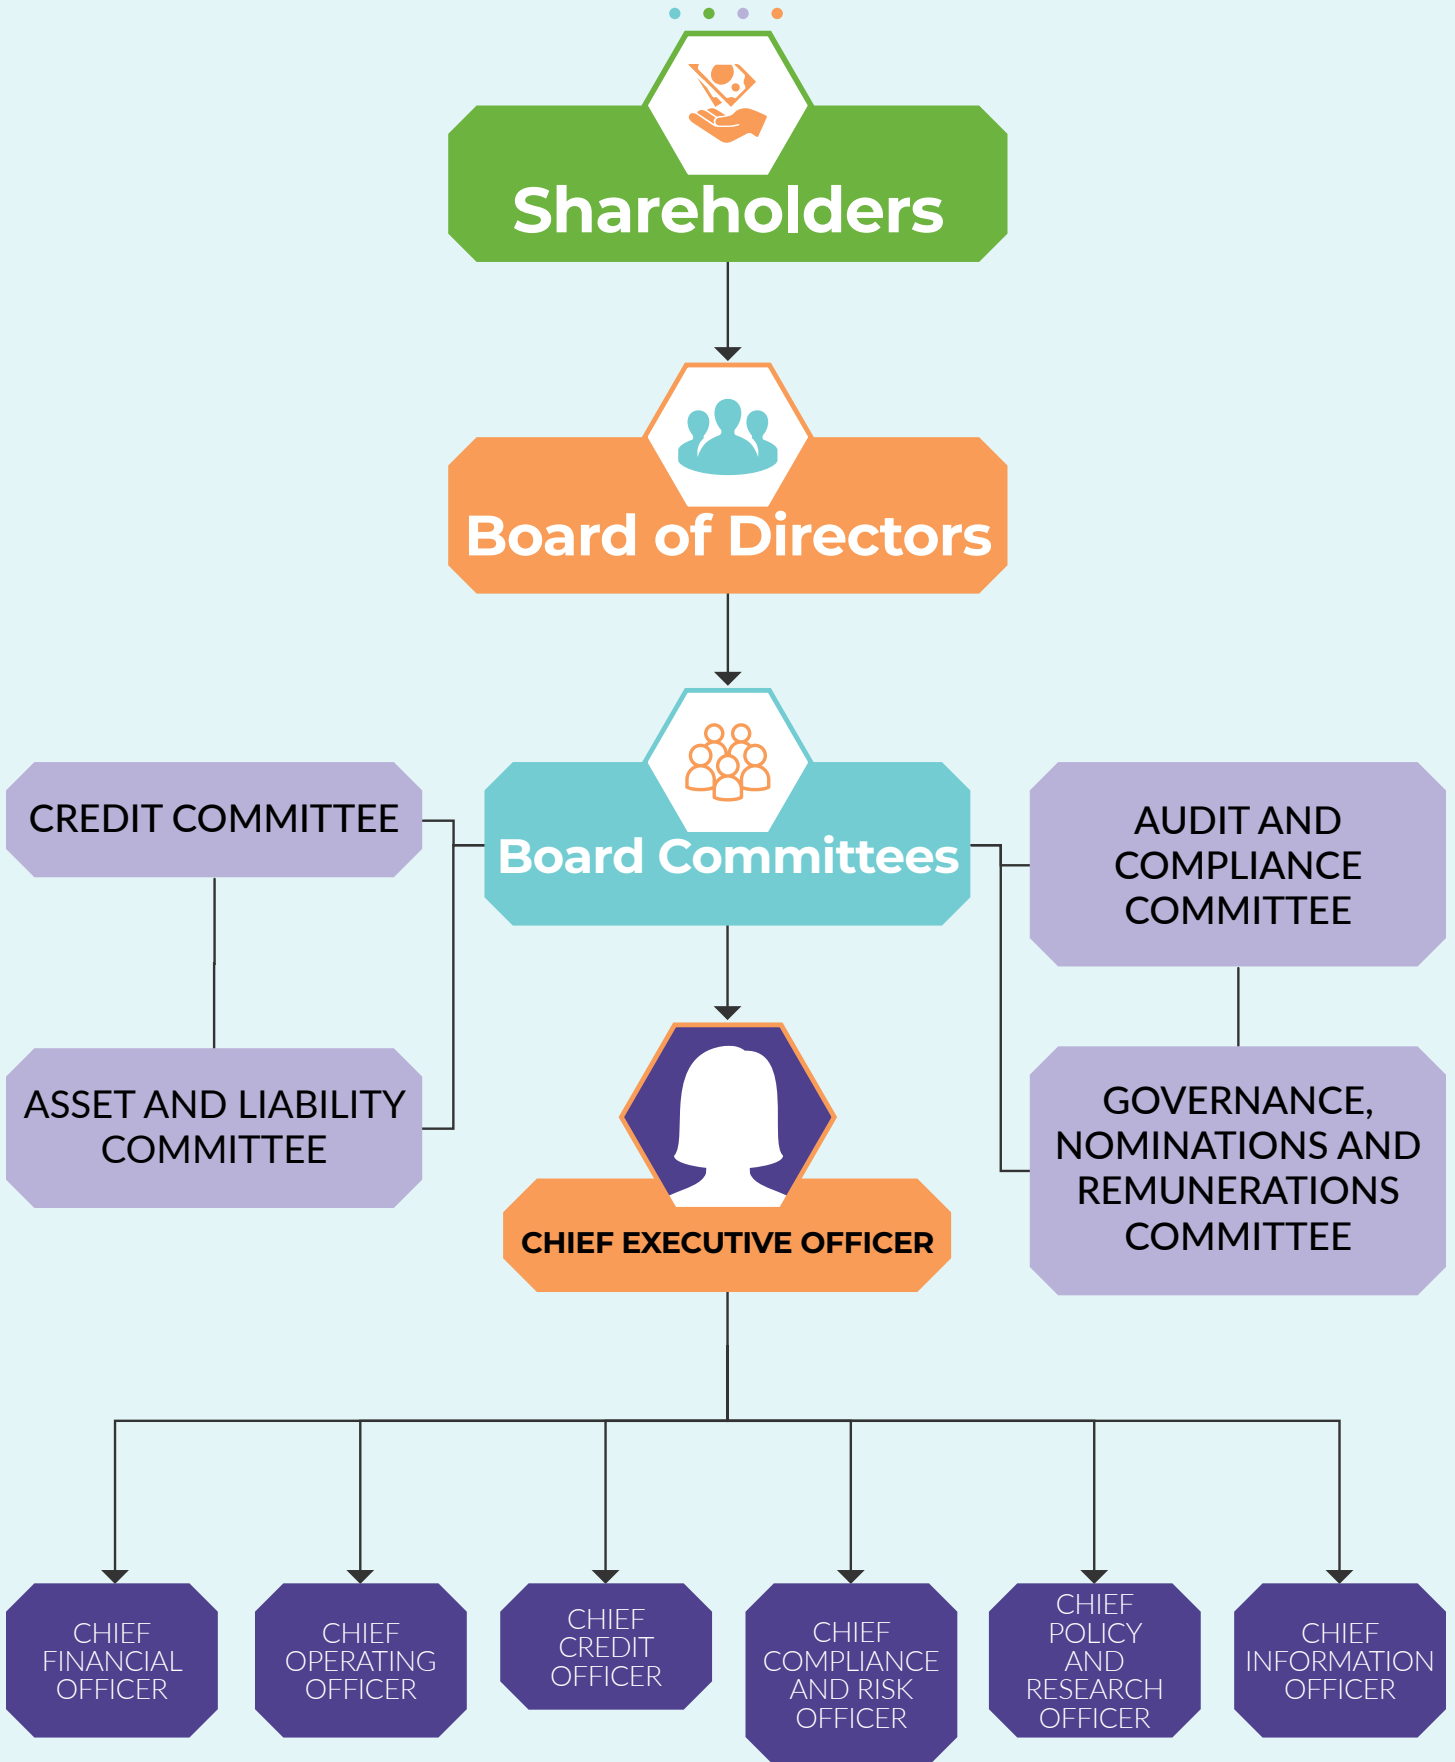 Shareholders
Board of Directors
Board Committees
CREDIT COMMITTEE
ASSET AND LIABILITY
COMMITTEE
AUDIT AND
COMPLIANCE
COMMITTEE
GOVERNANCE,
NOMINATIONS AND
REMUNERATIONS
COMMITTEE
CHIEF EXECUTIVE OFFICER
CHIEF
FINANCIAL
OFFICER
CHIEF
OPERATING
OFFICER
CHIEF
CREDIT
OFFICER
CHIEF
COMPLIANCE
AND RISK
OFFICER
CHIEF
POLICY
AND
RESEARCH
OFFICER
CHIEF
INFORMATION
OFFICER